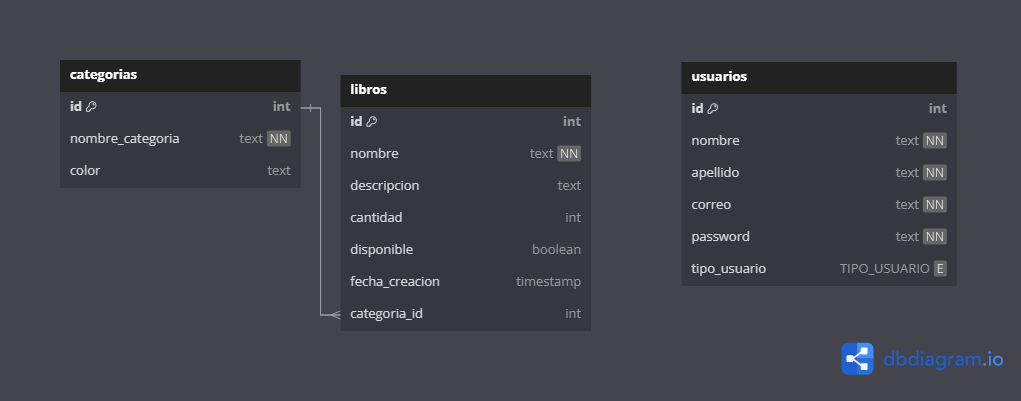 categorias
id int
nombre_categoria text NN
color text
libros
id int
nombre text NN
descripcion text
cantidad int
disponible boolean
fecha_creacion timestamp
categoria_id int
usuarios
id int
nombre text NN
apellido text NN
correo text NN
password text NN
tipo_usuario TIPO_USUARIO E
dbdiagram.io